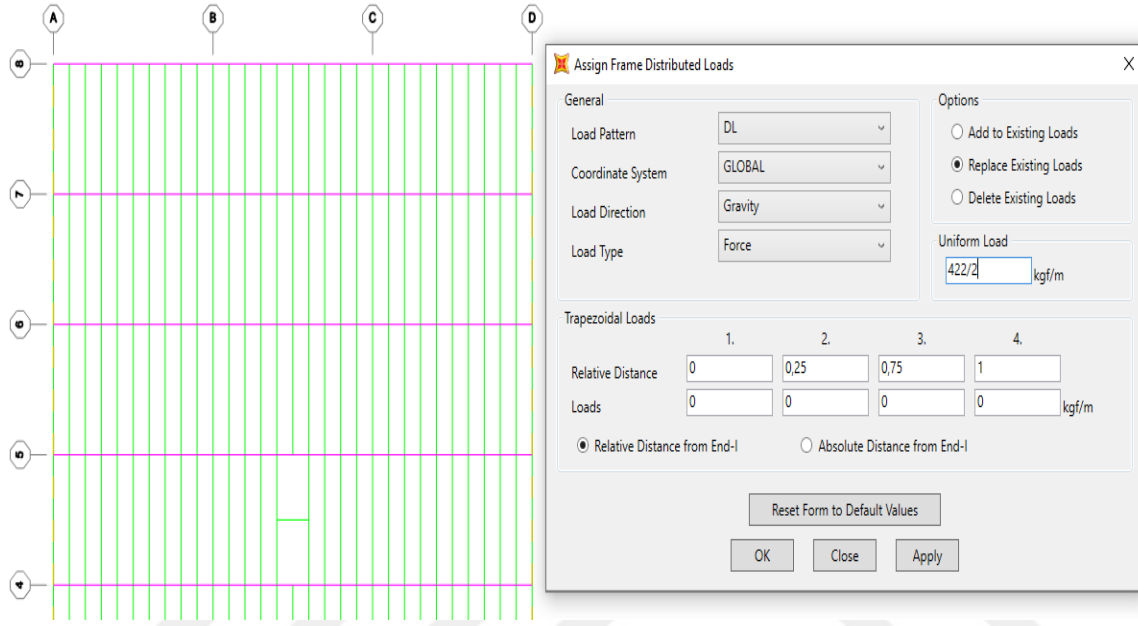 A B C D
8
7
6
5
4
Assign Frame Distributed Loads
General
Load Pattern DL
Coordinate System GLOBAL
Load Direction Gravity
Load Type Force
Options
Add to Existing Loads
Replace Existing Loads
Delete Existing Loads
Uniform Load
422/2 kgf/m
Trapezoidal Loads
1. 2. 3. 4.
Relative Distance 0 0,25 0,75 1
Loads 0 0 0 0 kgf/m
Relative Distance from End-I Absolute Distance from End-I
Reset Form to Default Values
OK Close Apply